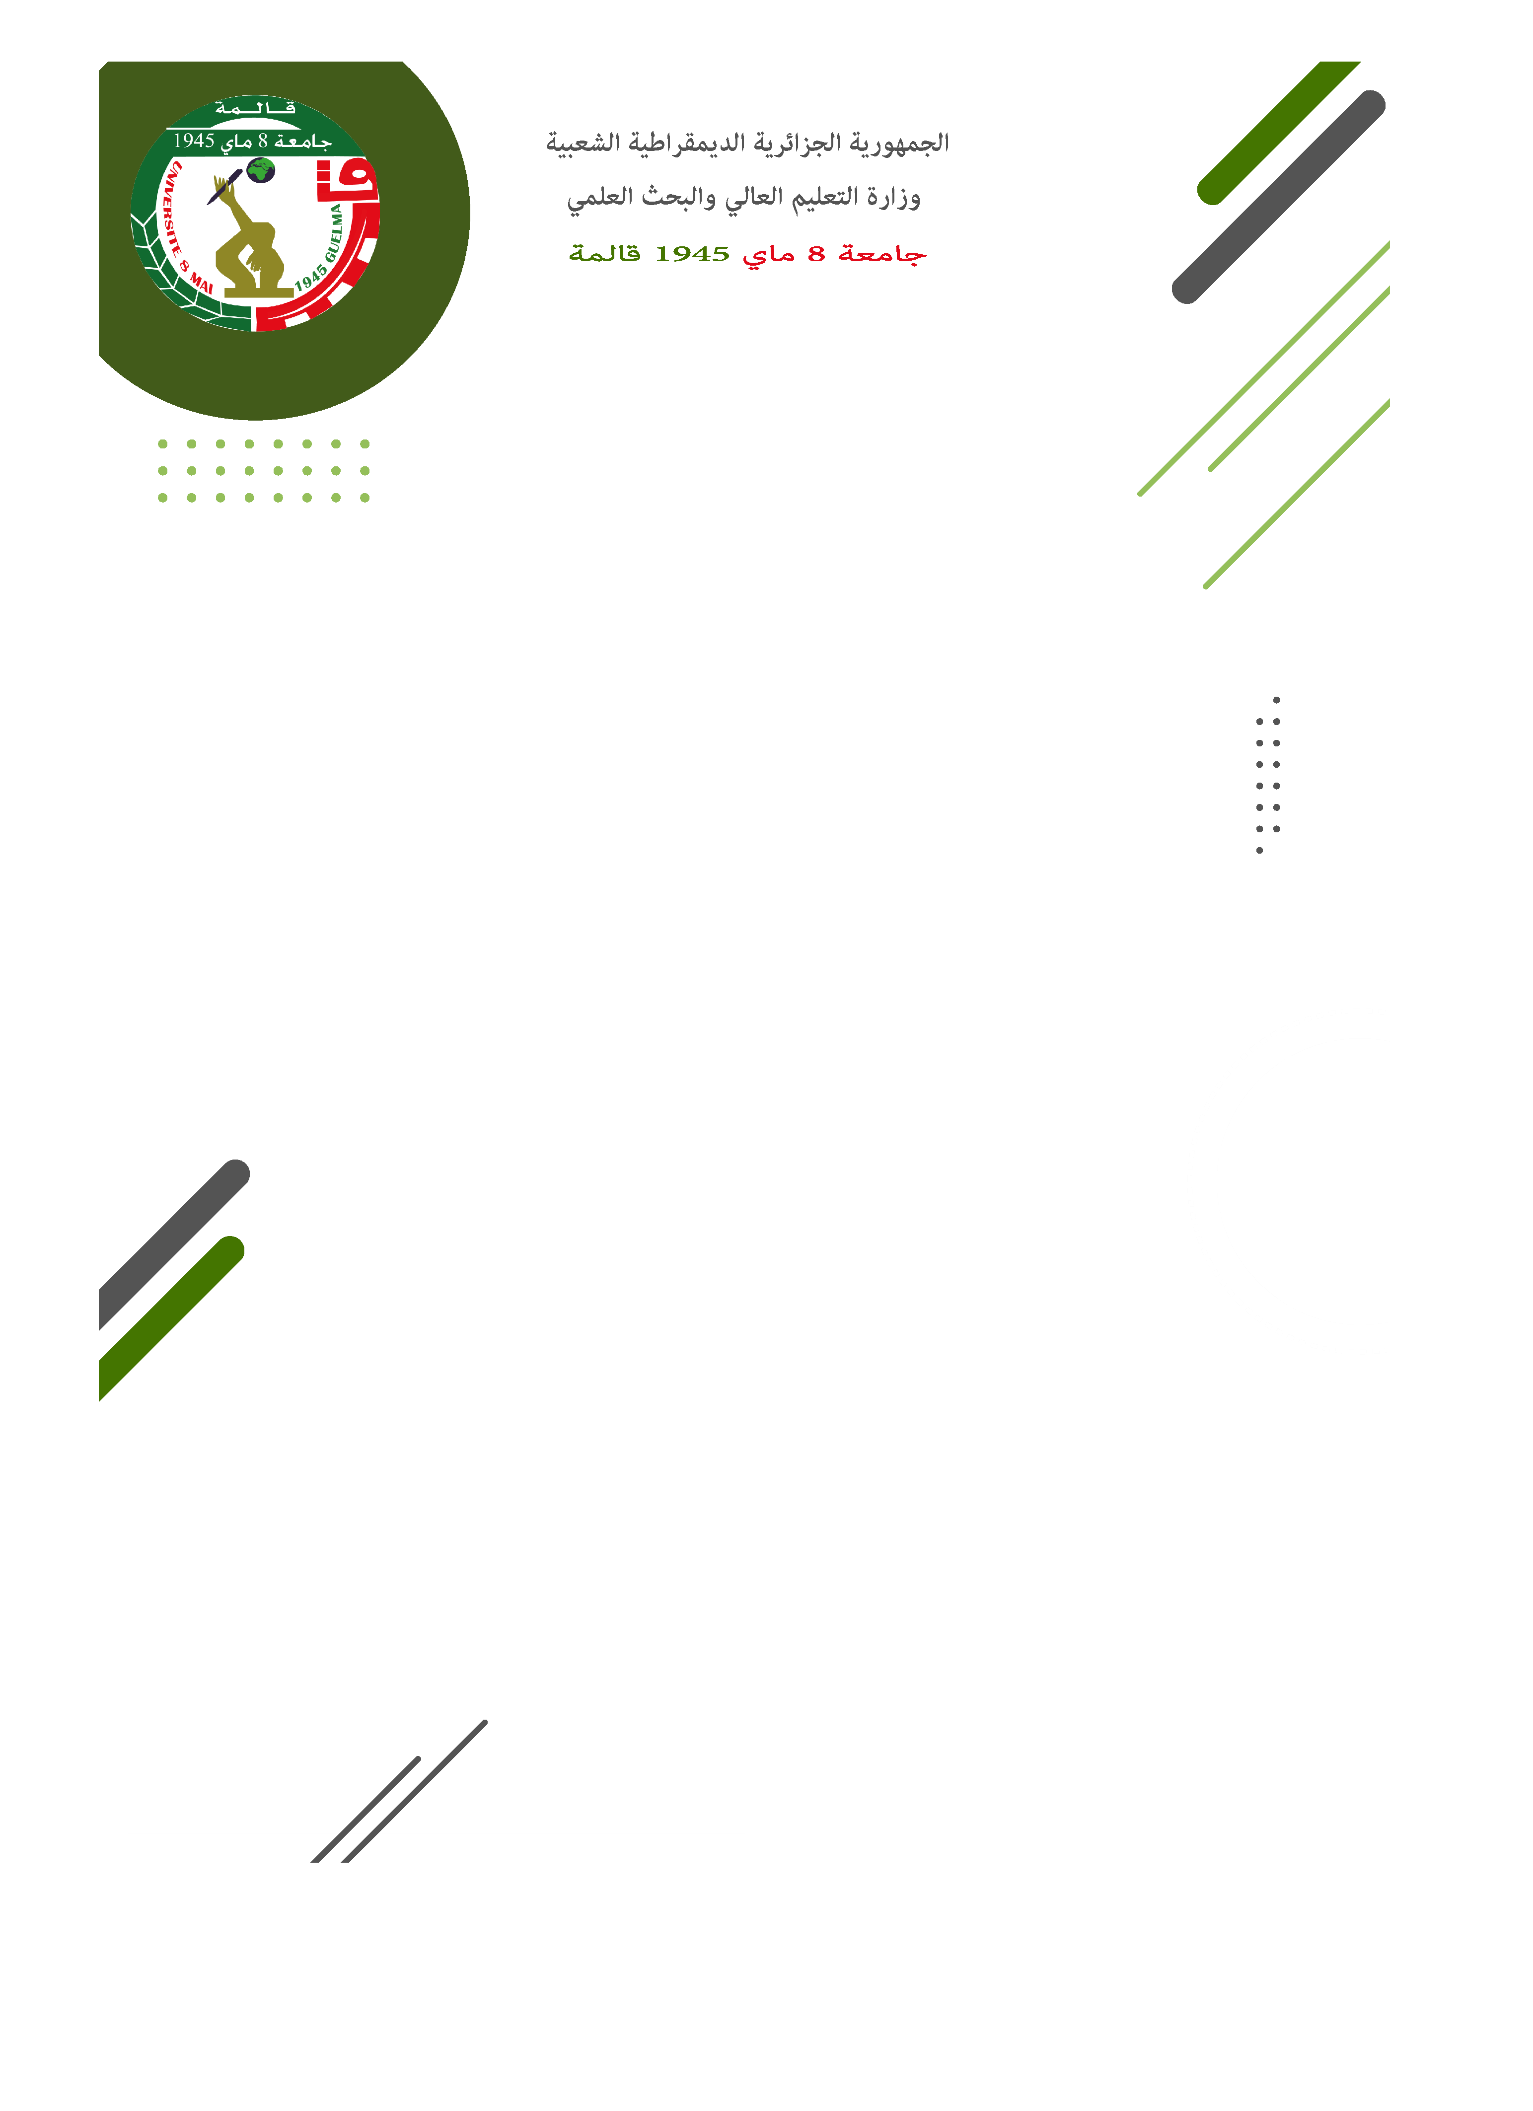 قـالـمـة
جامعة 8 ماي 1945
UNIVERSITE 8 MAI
1945 GUELMA
الجمهورية الجزائرية الديمقراطية الشعبية
وزارة التعليم العالي والبحث العلمي
جامعة 8 ماي 1945 قالمة